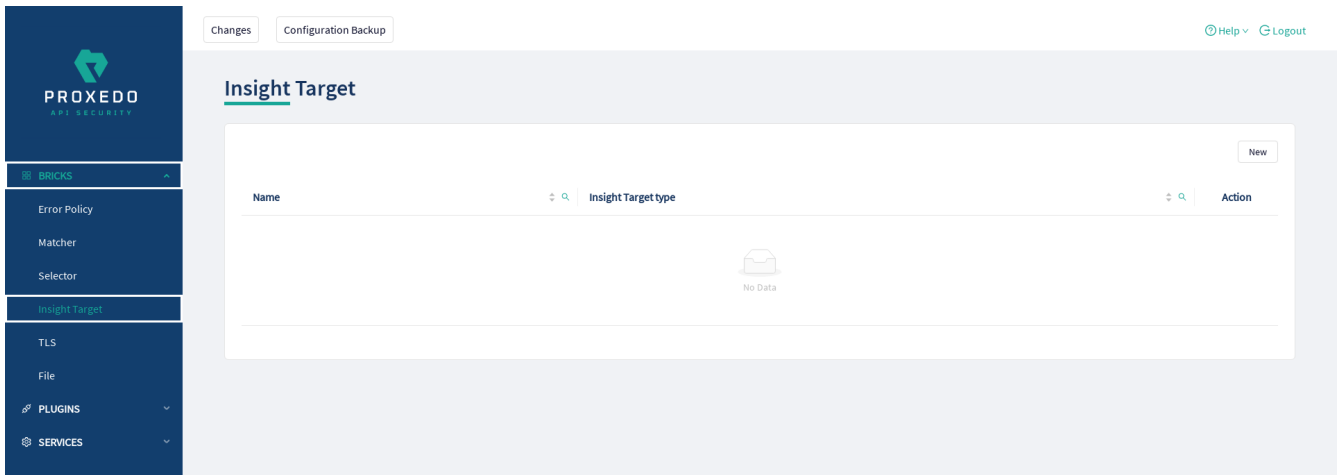 Changes
Configuration Backup
Help
Logout
PROXEDO
API SECURITY
Insight Target
New
BRICKS
Name
Insight Target type
Action
Error Policy
Matcher
Selector
No Data
Insight Target
TLS
File
PLUGINS
SERVICES